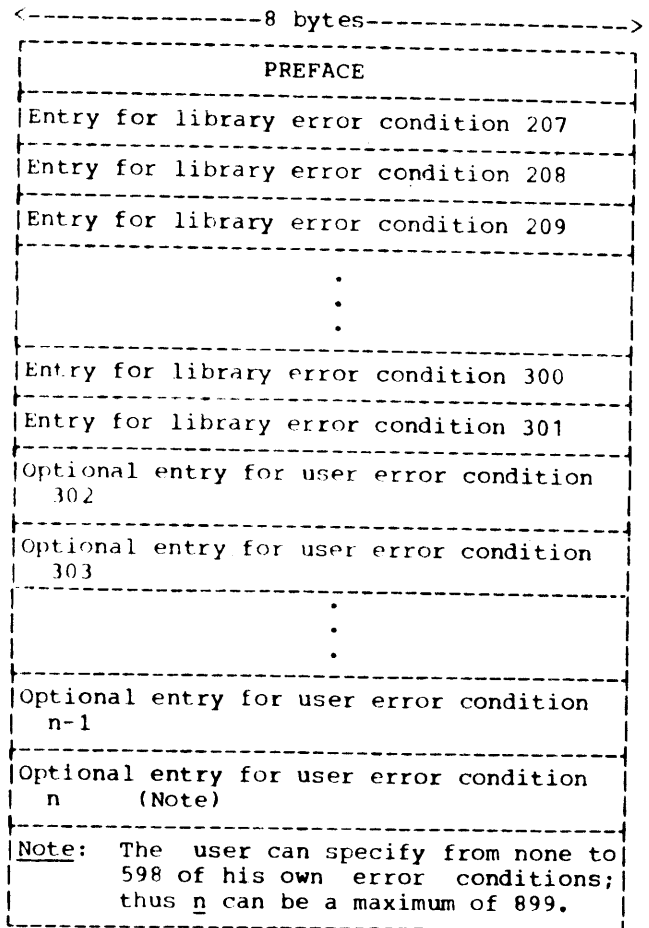 <---------------8 bytes----------------->
PREFACE
Entry for library error condition 207
Entry for library error condition 208
Entry for library error condition 209
.
.
.
Entry for library error condition 300
Entry for library error condition 301
Optional entry for user error condition
302
Optional entry for user error condition
303
.
.
.
Optional entry for user error condition
n-1
Optional entry for user error condition
n (Note)
Note: The user can specify from none to
598 of his own error conditions;
thus n can be a maximum of 899.